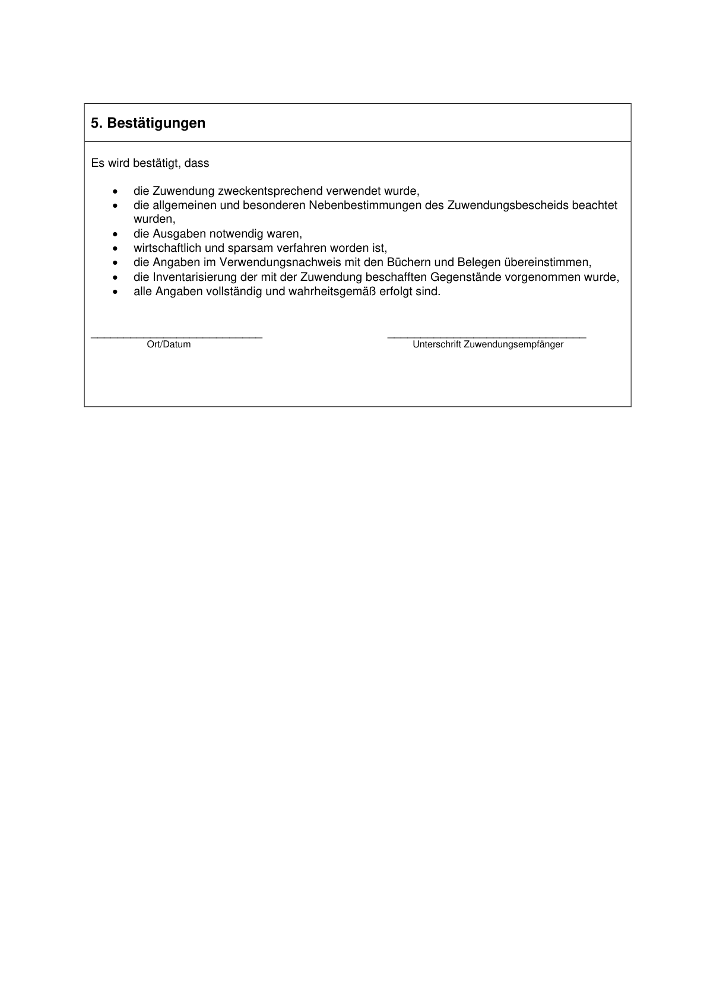 5. Bestätigungen
Es wird bestätigt, dass
• die Zuwendung zweckentsprechend verwendet wurde,
• die allgemeinen und besonderen Nebenbestimmungen des Zuwendungsbescheids beachtet
wurden,
• die Ausgaben notwendig waren,
• wirtschaftlich und sparsam verfahren worden ist,
• die Angaben im Verwendungsnachweis mit den Büchern und Belegen übereinstimmen,
• die Inventarisierung der mit der Zuwendung beschafften Gegenstände vorgenommen wurde,
• alle Angaben vollständig und wahrheitsgemäß erfolgt sind.
__________________________ ______________________________
Ort/Datum Unterschrift Zuwendungsempfänger